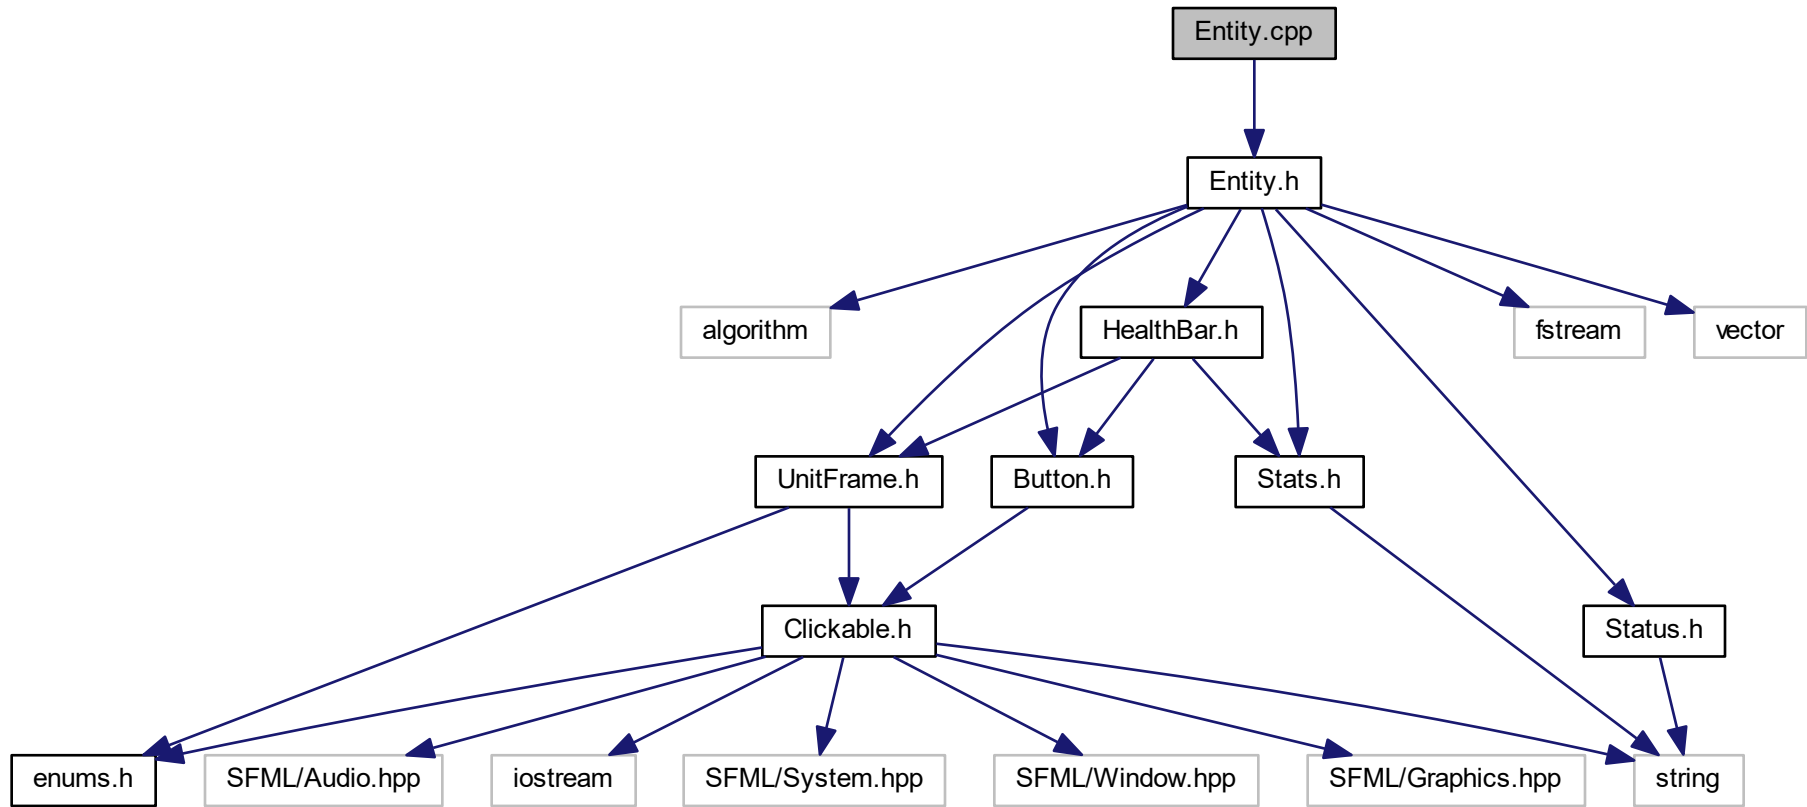 Entity.cpp
Entity.h
algorithm
HealthBar.h
fstream
vector
UnitFrame.h
Button.h
Stats.h
Clickable.h
Status.h
enums.h
SFML/Audio.hpp
iostream
SFML/System.hpp
SFML/Window.hpp
SFML/Graphics.hpp
string